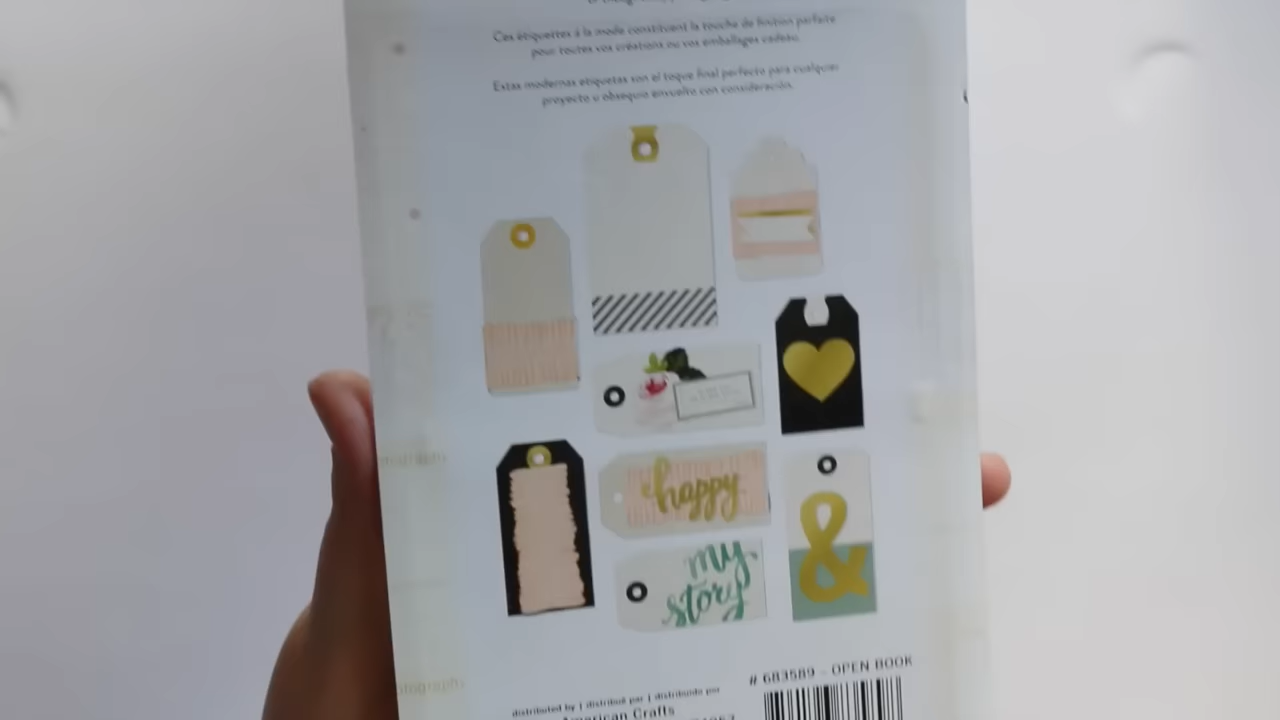 Ces étiquettes à la mode constituent la touche de finition parfaite
pour toutes vos créations ou vos emballages cadeau.
Estas modernas etiquetas son el toque final perfecto para cualquier
proyecto u obsequio envuelto con consideración.
happy
my
story
&
# 683589 - OPEN BOOK
distributed by | distribué par | distribuido por
American Crafts